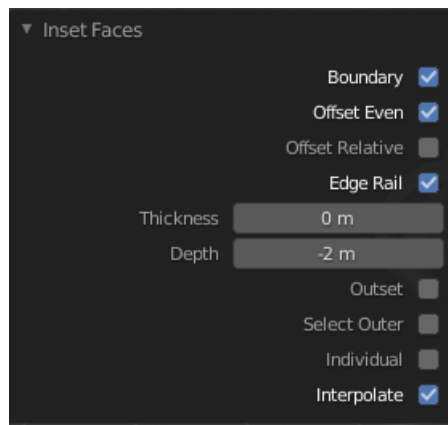 Inset Faces
Boundary
Offset Even
Offset Relative
Edge Rail
Thickness 0 m
Depth -2 m
Outset
Select Outer
Individual
Interpolate